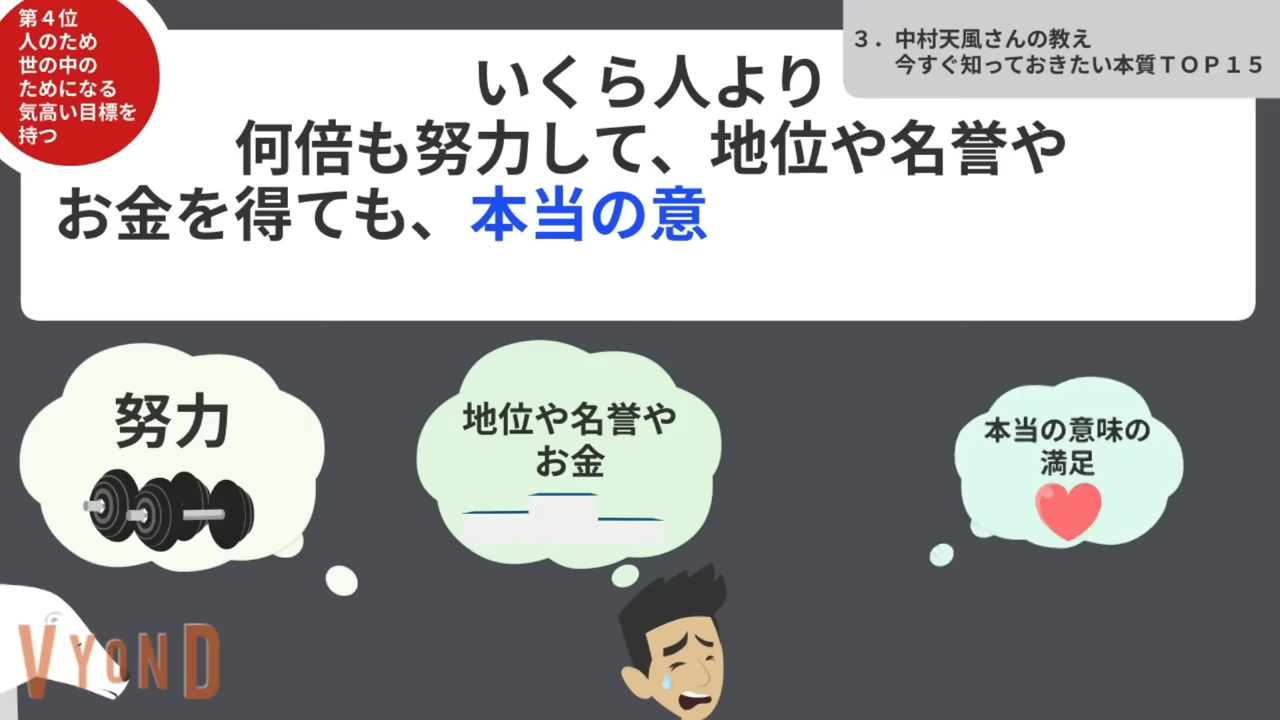 第４位
人のため
世の中の
ためになる
気高い目標を
持つ
３．中村天風さんの教え
今すぐ知っておきたい本質ＴＯＰ１５
いくら人より
何倍も努力して、地位や名誉や
お金を得ても、本当の意
努力
地位や名誉や
お金
本当の意味の
満足
VYOND